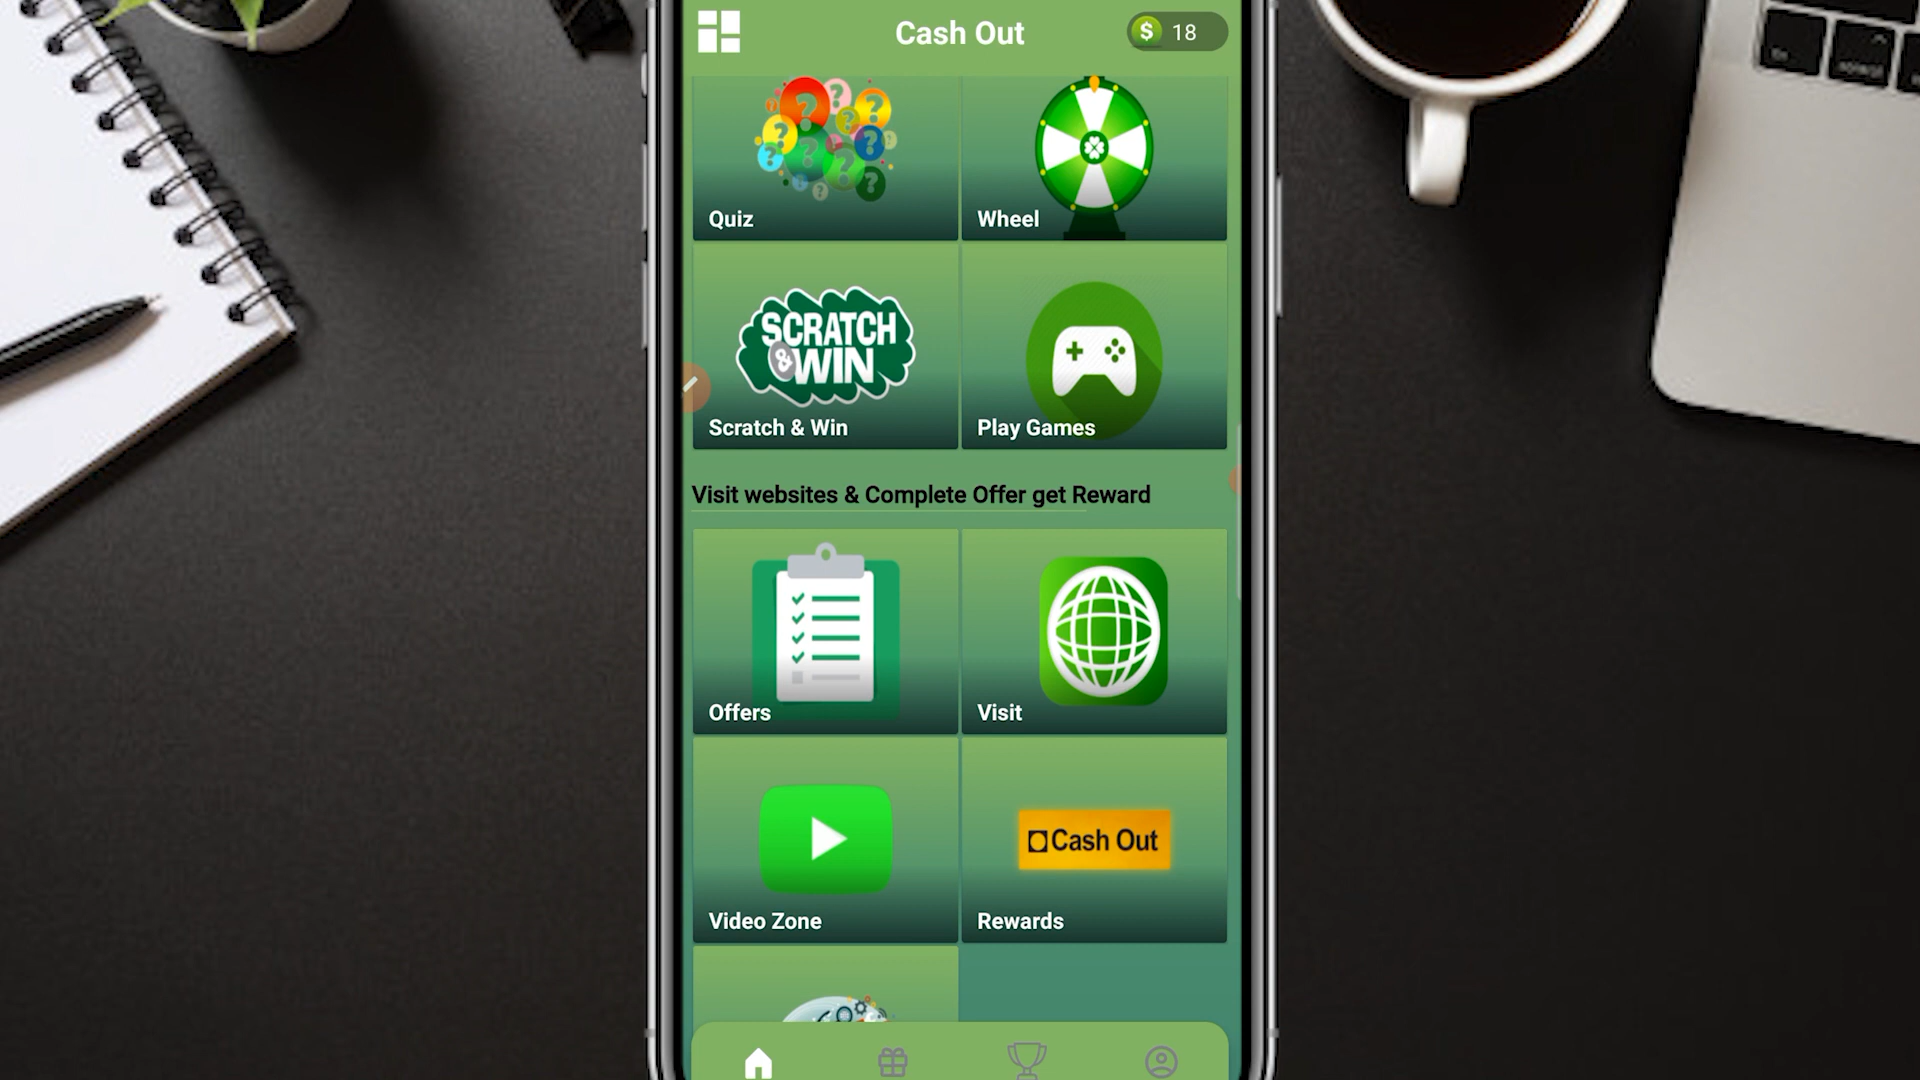 Cash Out
$ 18
Quiz
Wheel
SCRATCH
& WIN
Scratch & Win
Play Games
Visit websites & Complete Offer get Reward
Offers
Visit
Cash Out
Video Zone
Rewards